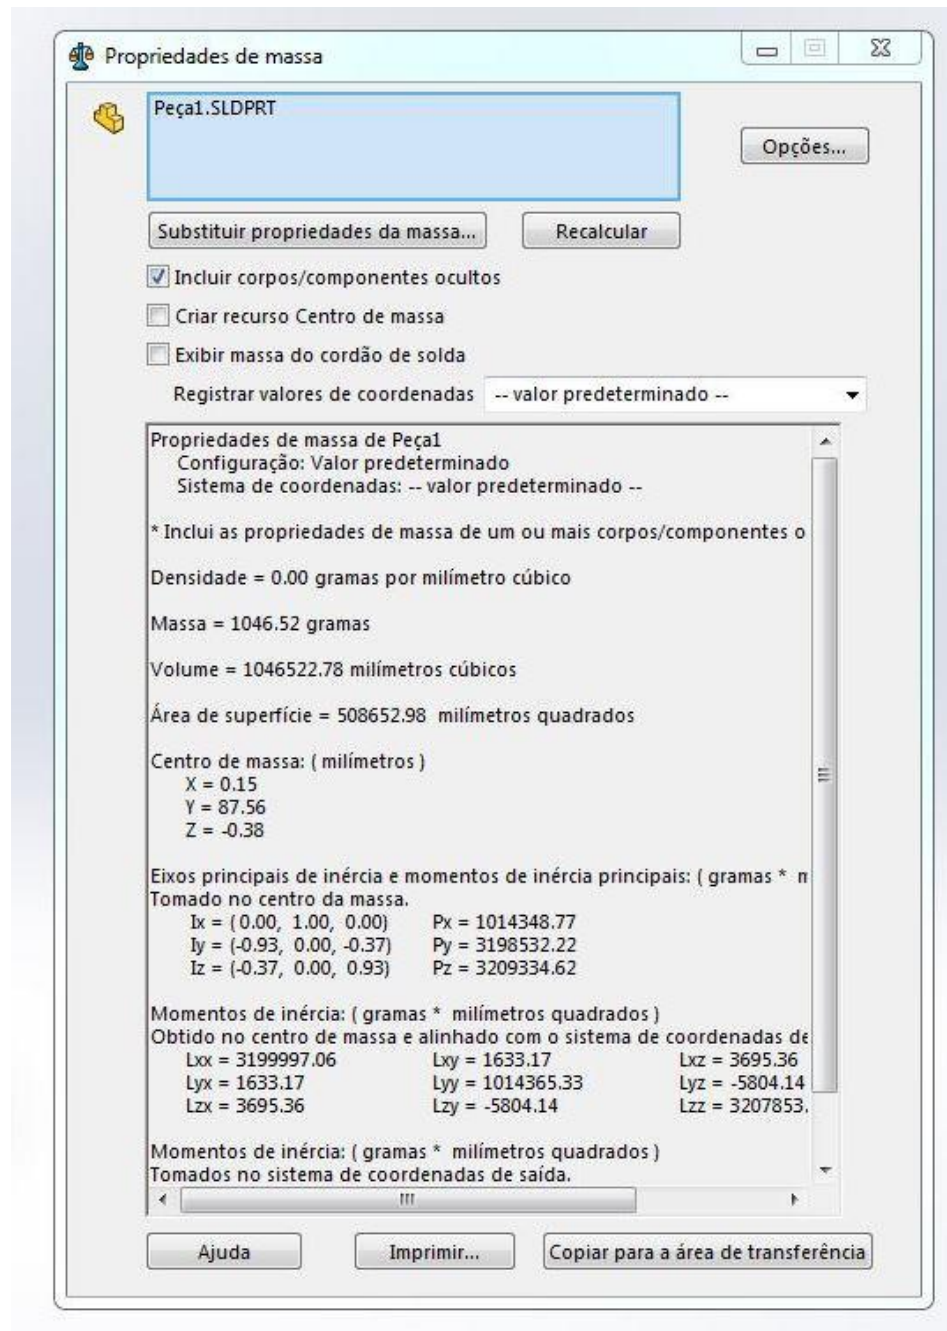 Propriedades de massa
Peça1.SLDPRT
Opções...
Substituir propriedades da massa...
Recalcular
Incluir corpos/componentes ocultos
Criar recurso Centro de massa
Exibir massa do cordão de solda
Registrar valores de coordenadas -- valor predeterminado --
Propriedades de massa de Peça1
Configuração: Valor predeterminado
Sistema de coordenadas: -- valor predeterminado --
* Inclui as propriedades de massa de um ou mais corpos/componentes o
Densidade = 0.00 gramas por milímetro cúbico
Massa = 1046.52 gramas
Volume = 1046522.78 milímetros cúbicos
Área de superfície = 508652.98 milímetros quadrados
Centro de massa: ( milímetros )
X = 0.15
Y = 87.56
Z = -0.38
Eixos principais de inércia e momentos de inércia principais: ( gramas * m
Tomado no centro da massa.
Ix = ( 0.00, 1.00, 0.00) Px = 1014348.77
Iy = (-0.93, 0.00, -0.37) Py = 3198532.22
Iz = (-0.37, 0.00, 0.93) Pz = 3209334.62
Momentos de inércia: ( gramas * milímetros quadrados )
Obtido no centro de massa e alinhado com o sistema de coordenadas de
Lxx = 3199997.06 Lxy = 1633.17 Lxz = 3695.36
Lyx = 1633.17 Lyy = 1014365.33 Lyz = -5804.14
Lzx = 3695.36 Lzy = -5804.14 Lzz = 3207853.
Momentos de inércia: ( gramas * milímetros quadrados )
Tomados no sistema de coordenadas de saída.
Ajuda
Imprimir...
Copiar para a área de transferência